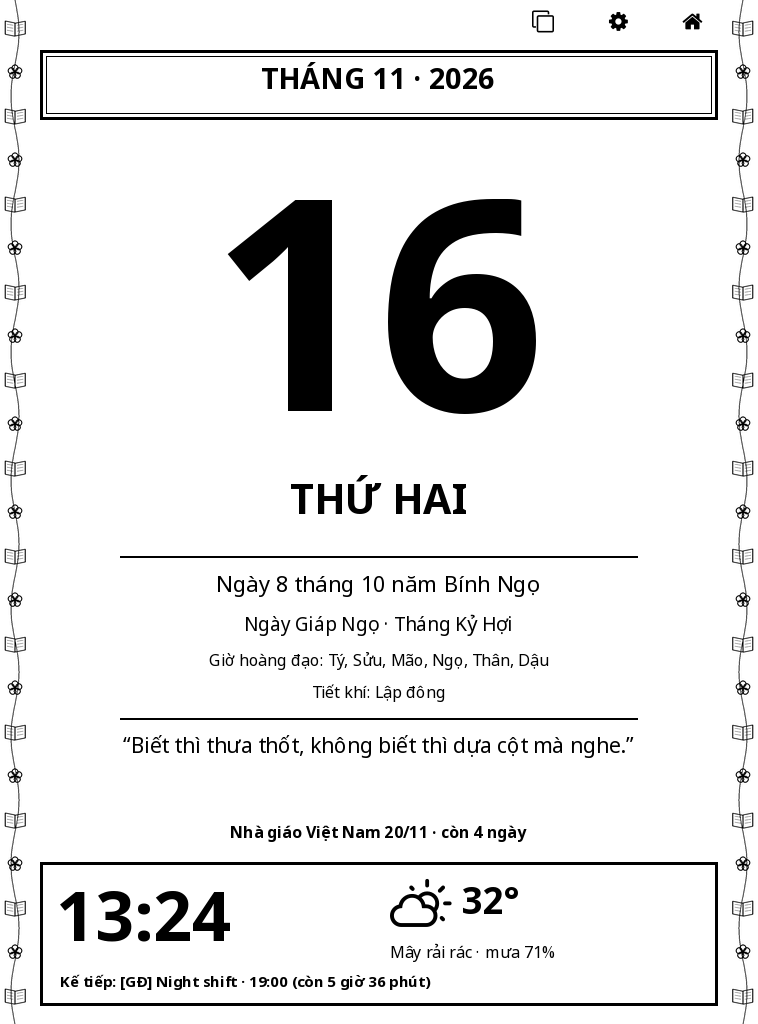 THÁNG 11 · 2026
16
THỨ HAI
Ngày 8 tháng 10 năm Bính Ngọ
Ngày Giáp Ngọ · Tháng Kỷ Hợi
Giờ hoàng đạo: Tý, Sửu, Mão, Ngọ, Thân, Dậu
Tiết khí: Lập đông
“Biết thì thưa thốt, không biết thì dựa cột mà nghe.”
Nhà giáo Việt Nam 20/11 · còn 4 ngày
13:24
32°
Mây rải rác · mưa 71%
Kế tiếp: [GĐ] Night shift · 19:00 (còn 5 giờ 36 phút)